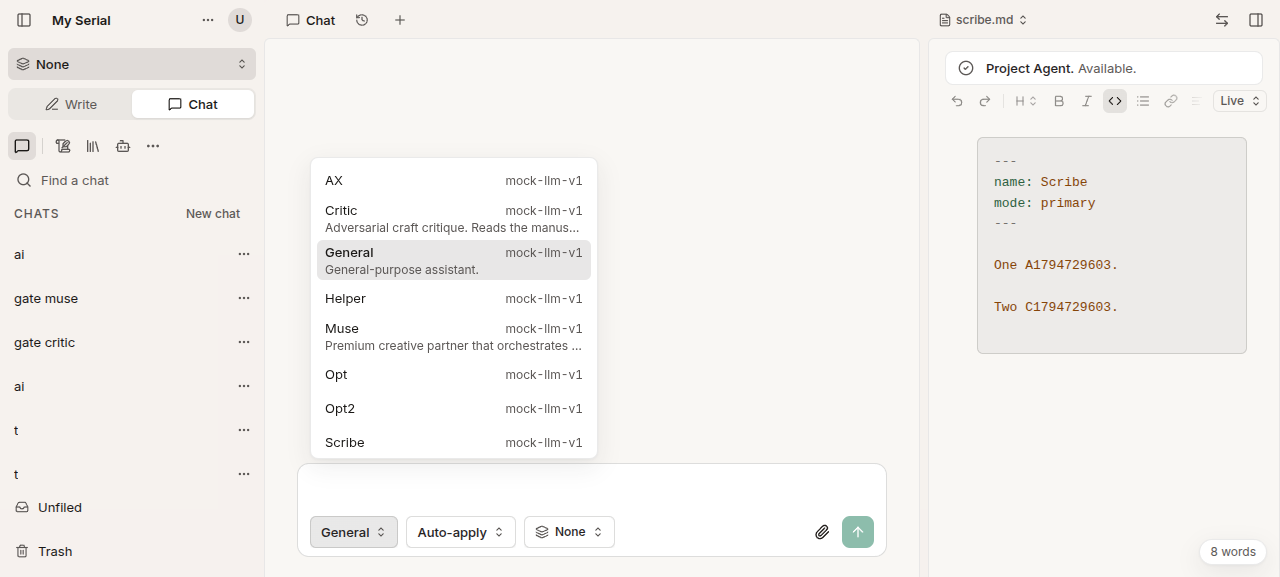 My Serial
U
None
Write
Chat
Find a chat
CHATS
New chat
ai
gate muse
gate critic
ai
t
t
Unfiled
Trash
Chat
AX mock-llm-v1
Critic mock-llm-v1
Adversarial craft critique. Reads the manus...
General mock-llm-v1
General-purpose assistant.
Helper mock-llm-v1
Muse mock-llm-v1
Premium creative partner that orchestrates ...
Opt mock-llm-v1
Opt2 mock-llm-v1
Scribe mock-llm-v1
General
Auto-apply
None
scribe.md
Project Agent. Available.
H
B
I
Live
---
name: Scribe
mode: primary
---
One A1794729603.
Two C1794729603.
8 words